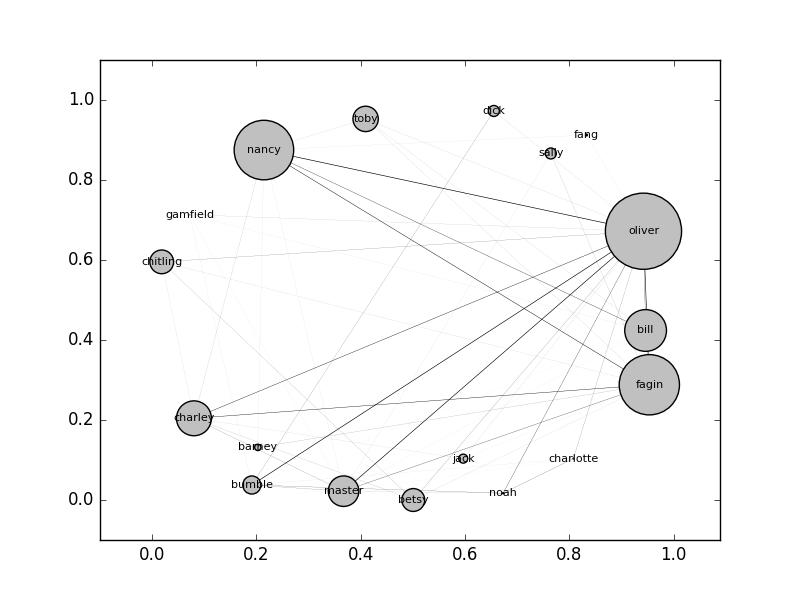 1.0
0.8
0.6
0.4
0.2
0.0
0.0 0.2 0.4 0.6 0.8 1.0
dick
toby
fang
nancy
sally
gamfield
oliver
chitling
bill
fagin
charley
barney
jack
charlotte
bumble
master
noah
betsy